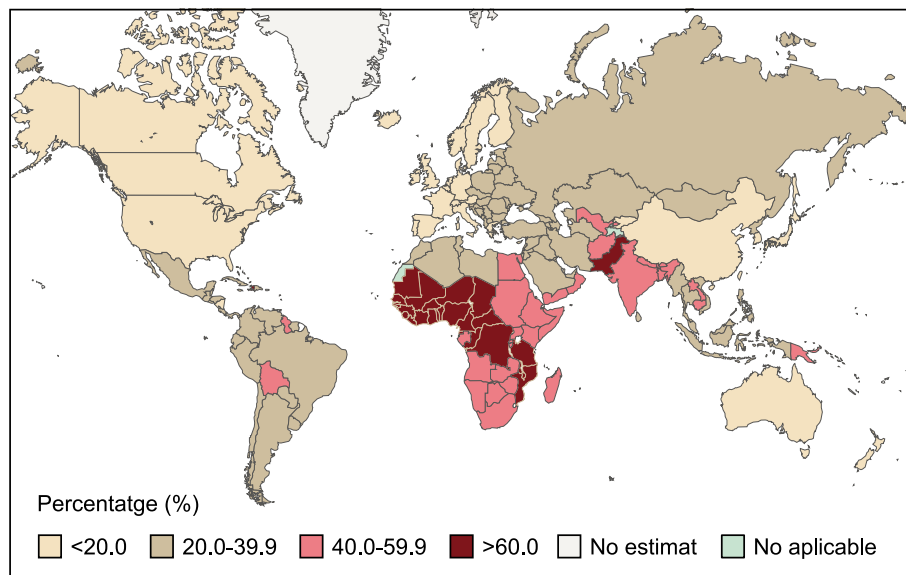 Percentatge (%)
<20.0 20.0-39.9 40.0-59.9 >60.0 No estimat No aplicable